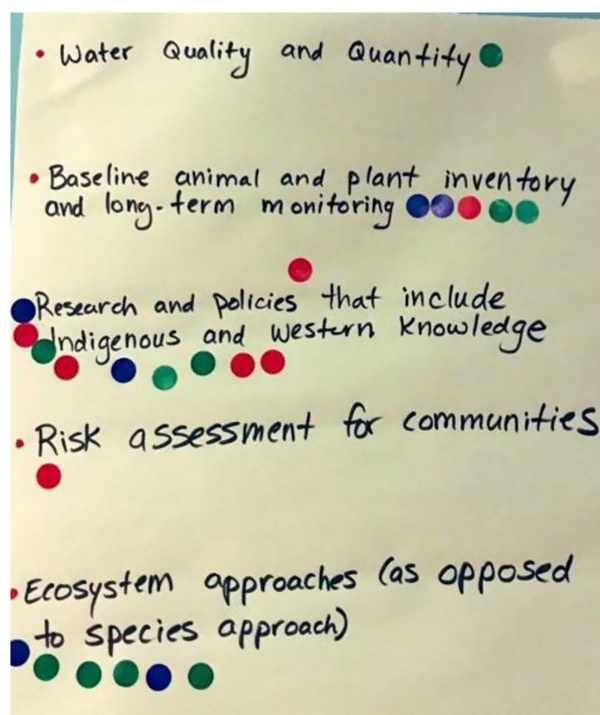 • Water Quality and Quantity
• Baseline animal and plant inventory
and long-term monitoring
Research and policies that include
Indigenous and western knowledge
• Risk assessment for communities
• Ecosystem approaches (as opposed
to species approach)